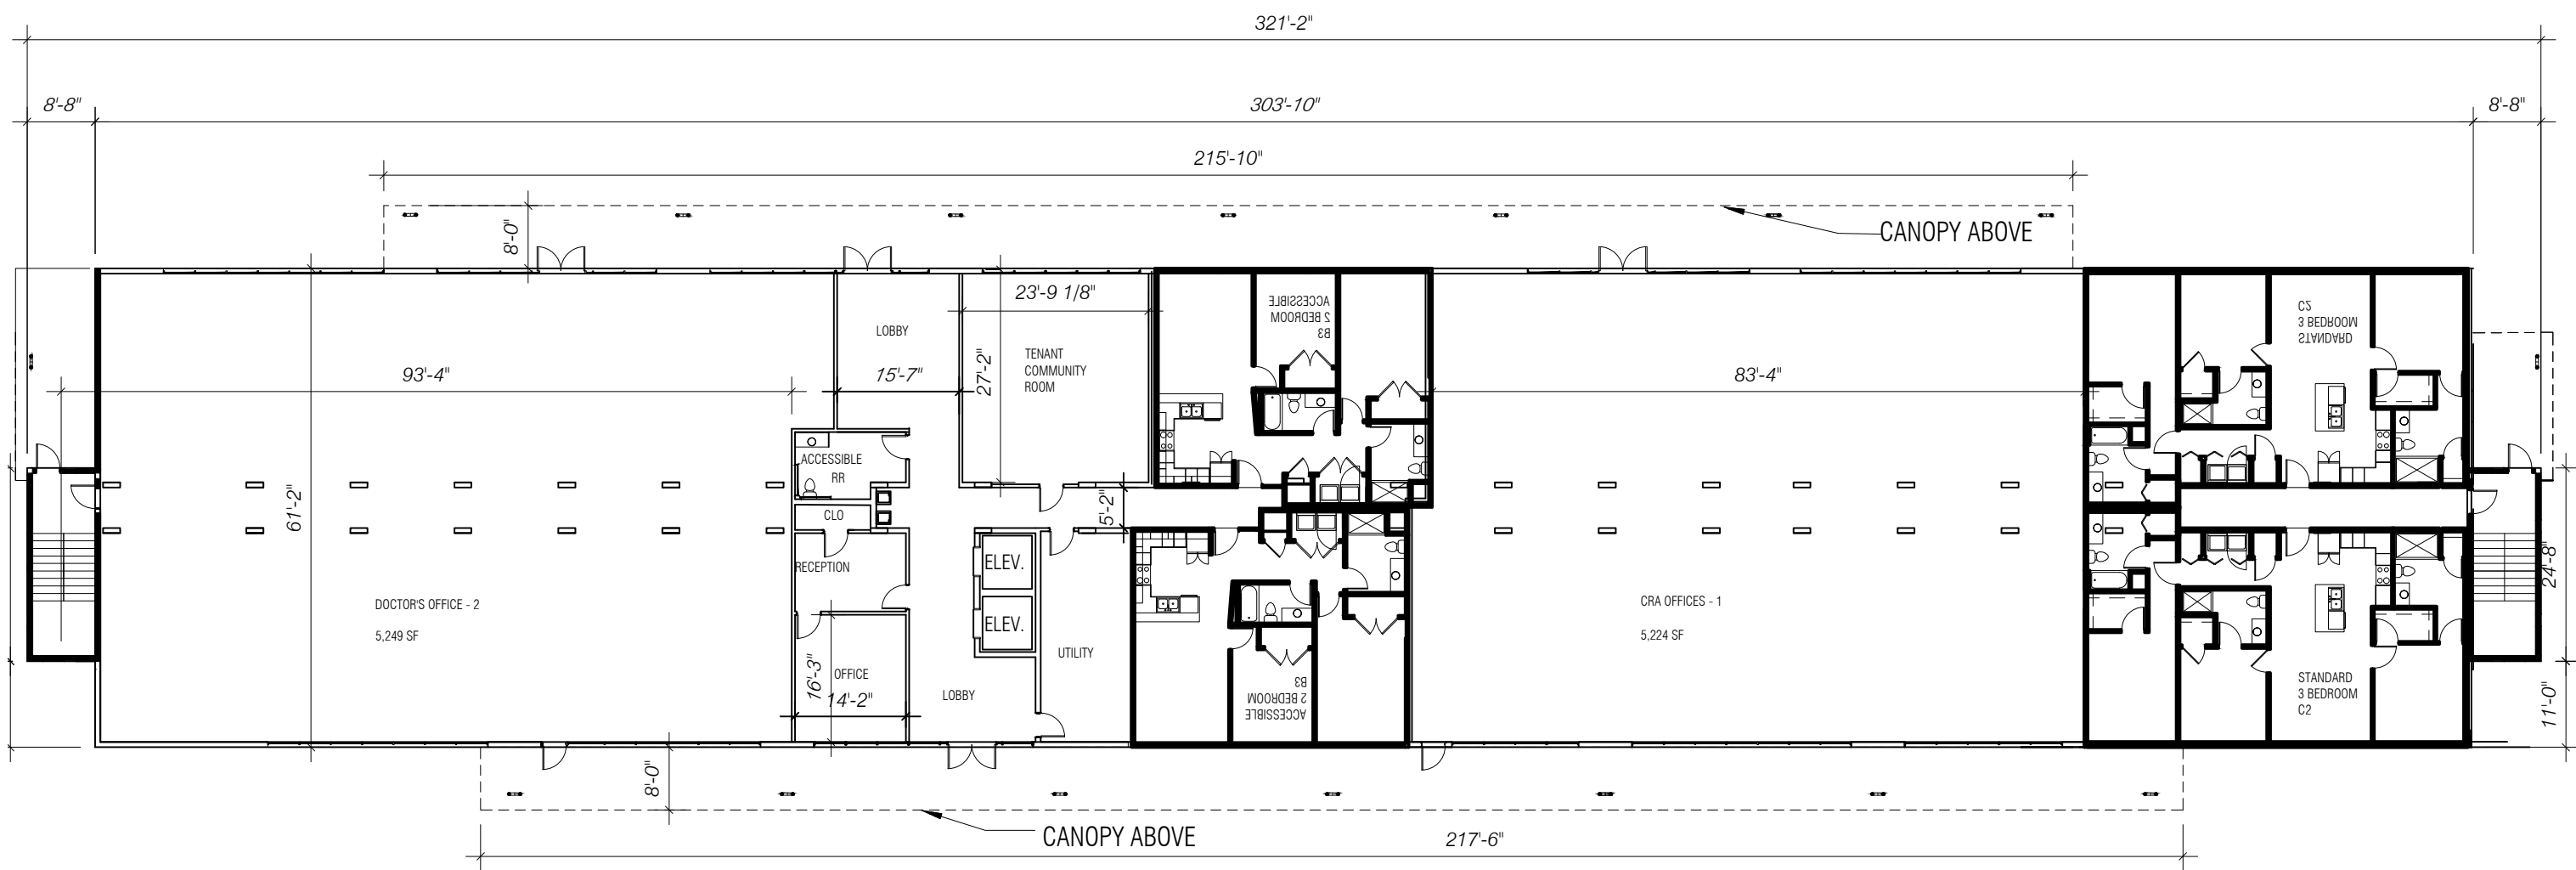 321'-2"
8'-8"
303'-10"
8'-8"
215'-10"
8'-0"
CANOPY ABOVE
LOBBY
23'-9 1/8"
TENANT
COMMUNITY
ROOM
27'-2"
93'-4"
15'-7"
83'-4"
ACCESSIBLE
2 BEDROOM
B3
C2
3 BEDROOM
STANDARD
ACCESSIBLE
RR
CLO
61'-2"
5'-2"
RECEPTION
ELEV.
ELEV.
DOCTOR'S OFFICE - 2
5,249 SF
CRA OFFICES - 1
5,224 SF
24'-8"
UTILITY
OFFICE
16'-3"
14'-2"
LOBBY
B3
2 BEDROOM
ACCESSIBLE
STANDARD
3 BEDROOM
C2
11'-0"
8'-0"
CANOPY ABOVE
217'-6"